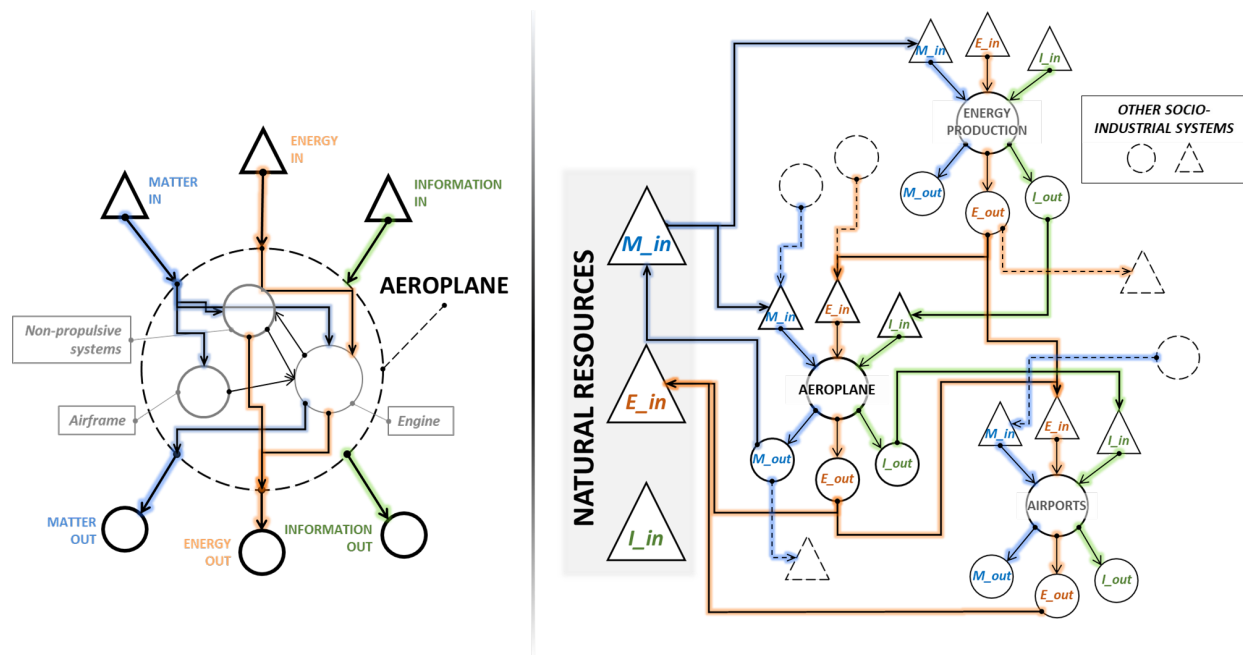 ENERGY
IN
MATTER
IN
INFORMATION
IN
AEROPLANE
Non-propulsive
systems
Airframe
Engine
MATTER
OUT
ENERGY
OUT
INFORMATION
OUT
NATURAL RESOURCES
M_in
E_in
I_in
M_in
E_in
I_in
ENERGY
PRODUCTION
M_out
E_out
I_out
OTHER SOCIO-
INDUSTRIAL SYSTEMS
M_in
E_in
I_in
AEROPLANE
M_out
E_out
I_out
M_in
E_in
I_in
AIRPORTS
M_out
E_out
I_out